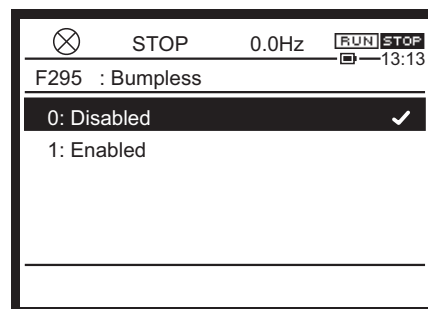 STOP 0.0Hz RUN STOP
13:13
F295 : Bumpless
0: Disabled
1: Enabled